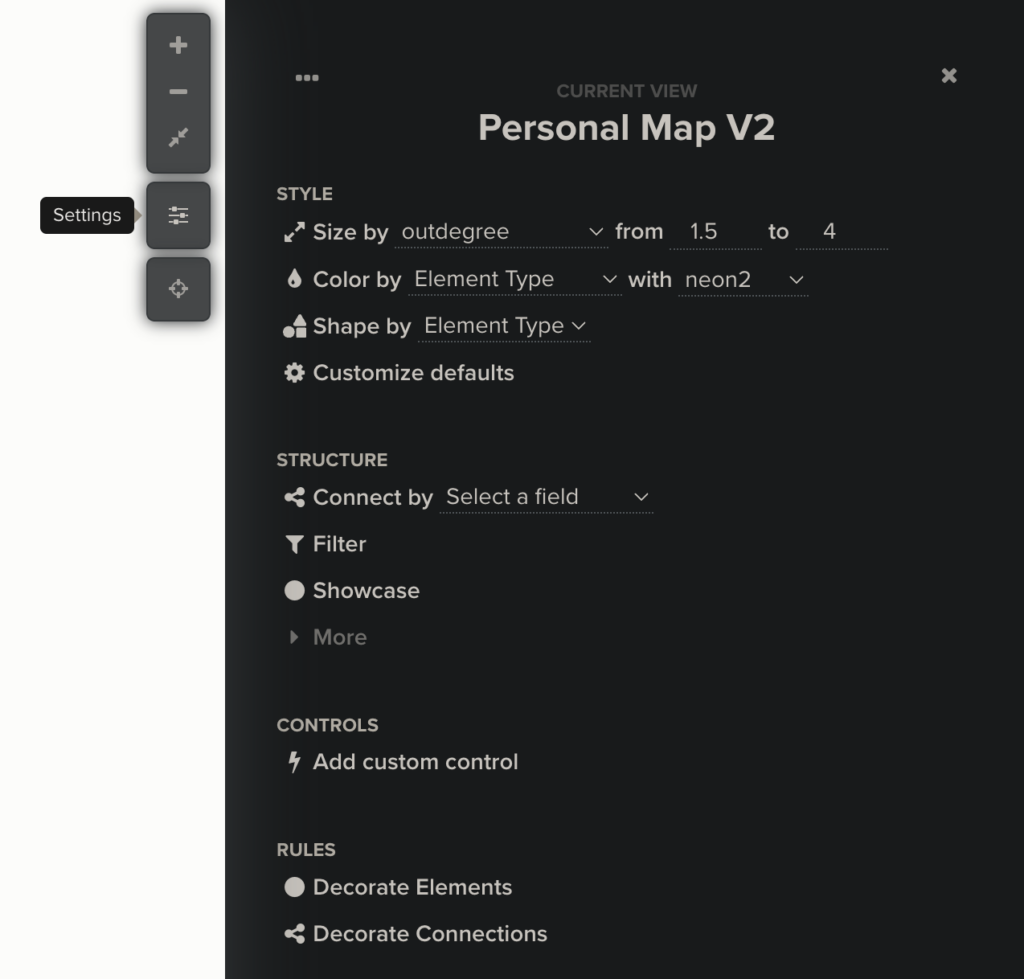 CURRENT VIEW
Personal Map V2
Settings
STYLE
Size by outdegree from 1.5 to 4
Color by Element Type with neon2
Shape by Element Type
Customize defaults
STRUCTURE
Connect by Select a field
Filter
Showcase
More
CONTROLS
Add custom control
RULES
Decorate Elements
Decorate Connections